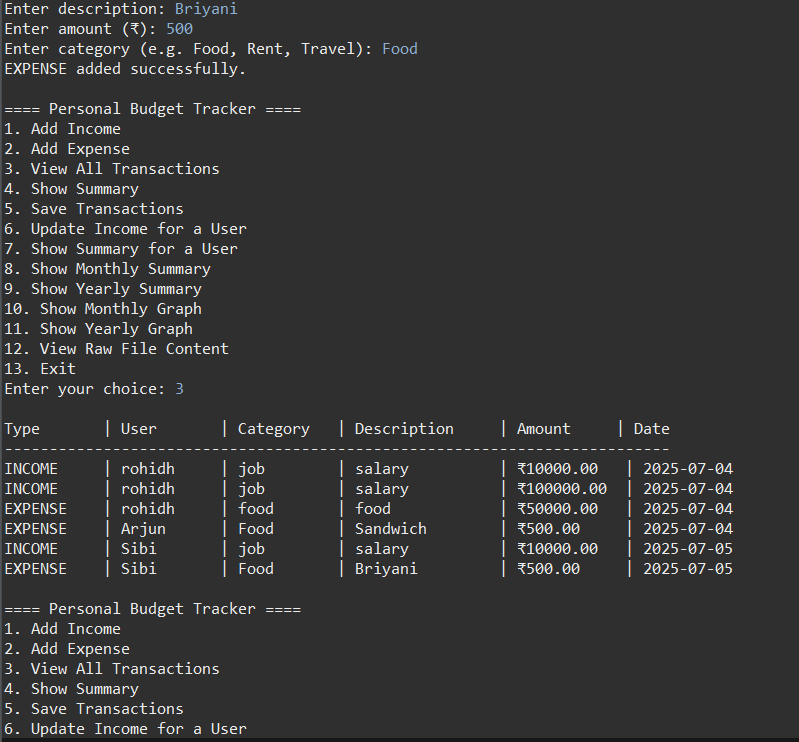 Enter description: Briyani
Enter amount (₹): 500
Enter category (e.g. Food, Rent, Travel): Food
EXPENSE added successfully.

==== Personal Budget Tracker ====
1. Add Income
2. Add Expense
3. View All Transactions
4. Show Summary
5. Save Transactions
6. Update Income for a User
7. Show Summary for a User
8. Show Monthly Summary
9. Show Yearly Summary
10. Show Monthly Graph
11. Show Yearly Graph
12. View Raw File Content
13. Exit
Enter your choice: 3

Type       | User       | Category   | Description     | Amount     | Date
--------------------------------------------------------------------------
INCOME     | rohidh     | job        | salary          | ₹10000.00   | 2025-07-04
INCOME     | rohidh     | job        | salary          | ₹100000.00  | 2025-07-04
EXPENSE    | rohidh     | food       | food            | ₹50000.00   | 2025-07-04
EXPENSE    | Arjun      | Food       | Sandwich        | ₹500.00     | 2025-07-04
INCOME     | Sibi       | job        | salary          | ₹10000.00   | 2025-07-05
EXPENSE    | Sibi       | Food       | Briyani         | ₹500.00     | 2025-07-05

==== Personal Budget Tracker ====
1. Add Income
2. Add Expense
3. View All Transactions
4. Show Summary
5. Save Transactions
6. Update Income for a User